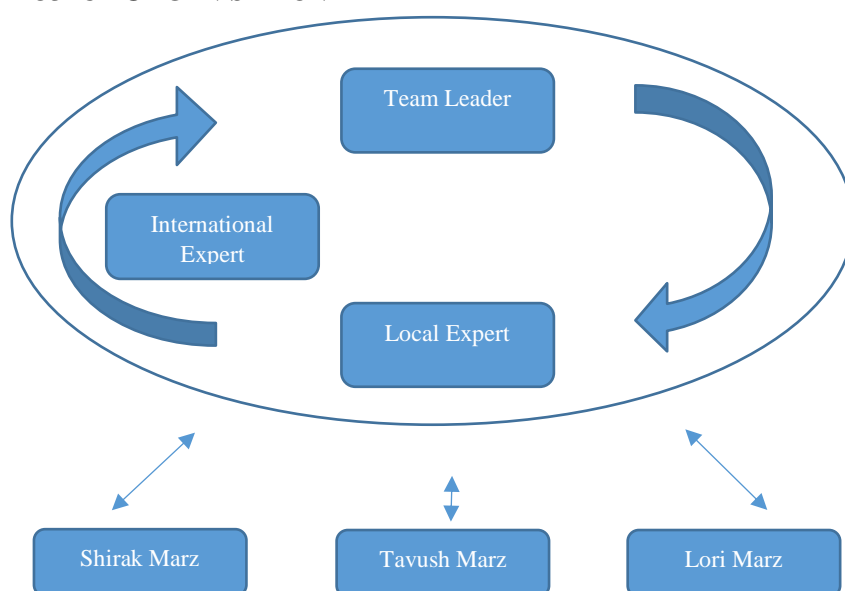 Team Leader
International
Expert
Local Expert
Shirak Marz
Tavush Marz
Lori Marz